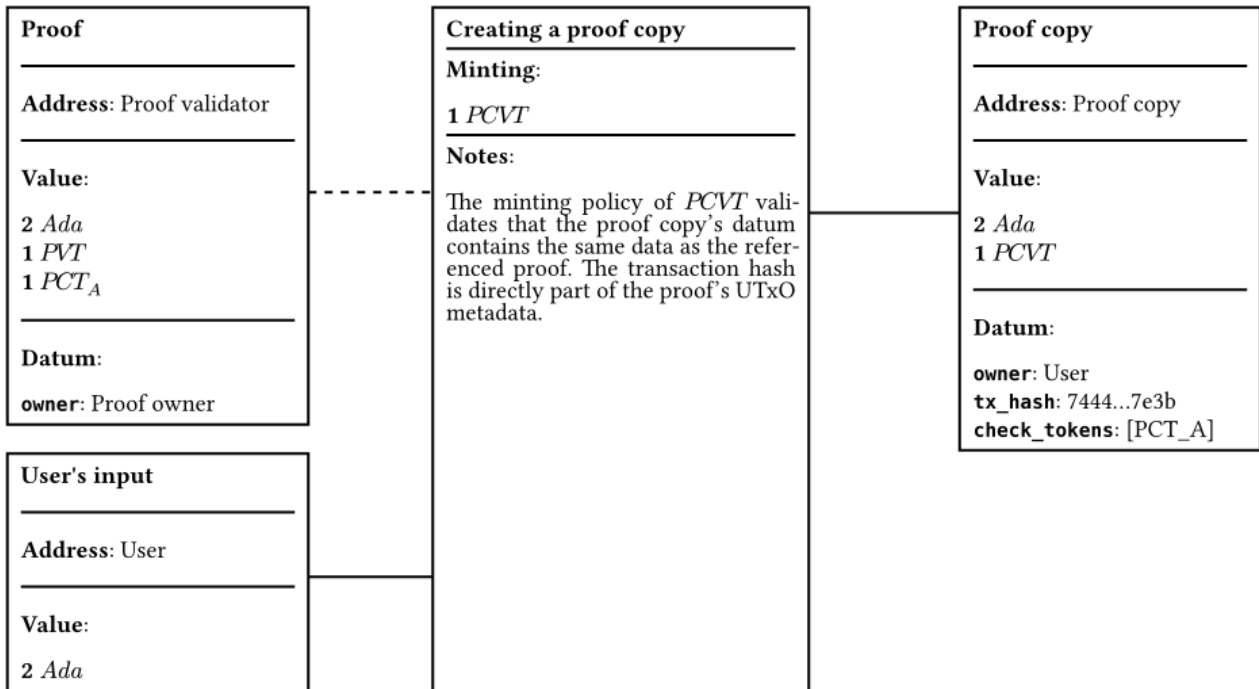 Proof
Address: Proof validator
Value:
2 Ada
1 PVT
1 PCT_A
Datum:
owner: Proof owner
User's input
Address: User
Value:
2 Ada
Creating a proof copy
Minting:
1 PCVT
Notes:
The minting policy of PCVT vali-
dates that the proof copy's datum
contains the same data as the refer-
enced proof. The transaction hash
is directly part of the proof's UTxO
metadata.
Proof copy
Address: Proof copy
Value:
2 Ada
1 PCVT
Datum:
owner: User
tx_hash: 7444...7e3b
check_tokens: [PCT_A]